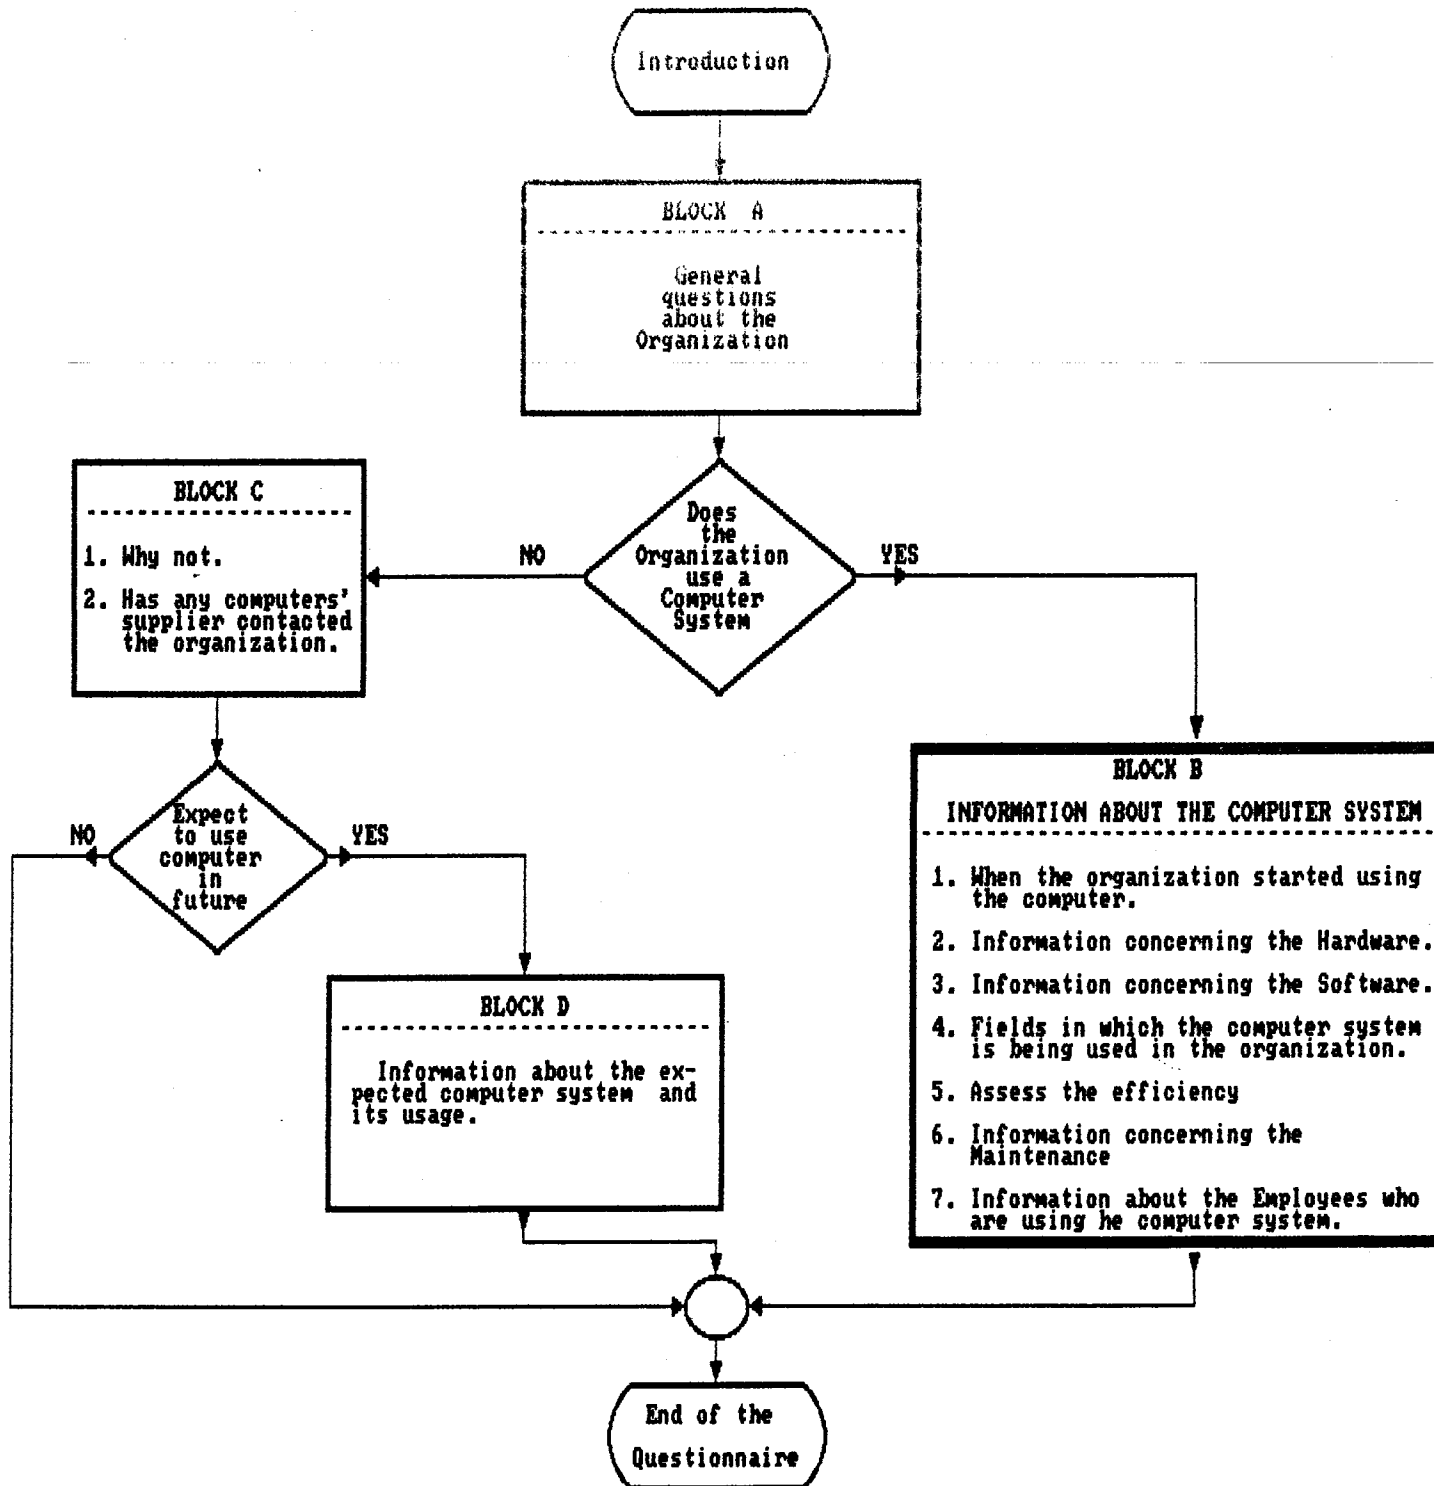 Introduction
BLOCK A
General
questions
about the
Organization
Does
the
Organization
use a
Computer
System
NO
YES
BLOCK C
1. Why not.
2. Has any computers'
supplier contacted
the organization.
Expect
to use
computer
in
future
NO
YES
BLOCK D
Information about the ex-
pected computer system and
its usage.
BLOCK B
INFORMATION ABOUT THE COMPUTER SYSTEM
1. When the organization started using
the computer.
2. Information concerning the Hardware.
3. Information concerning the Software.
4. Fields in which the computer system
is being used in the organization.
5. Assess the efficiency
6. Information concerning the
Maintenance
7. Information about the Employees who
are using he computer system.
End of the
Questionnaire